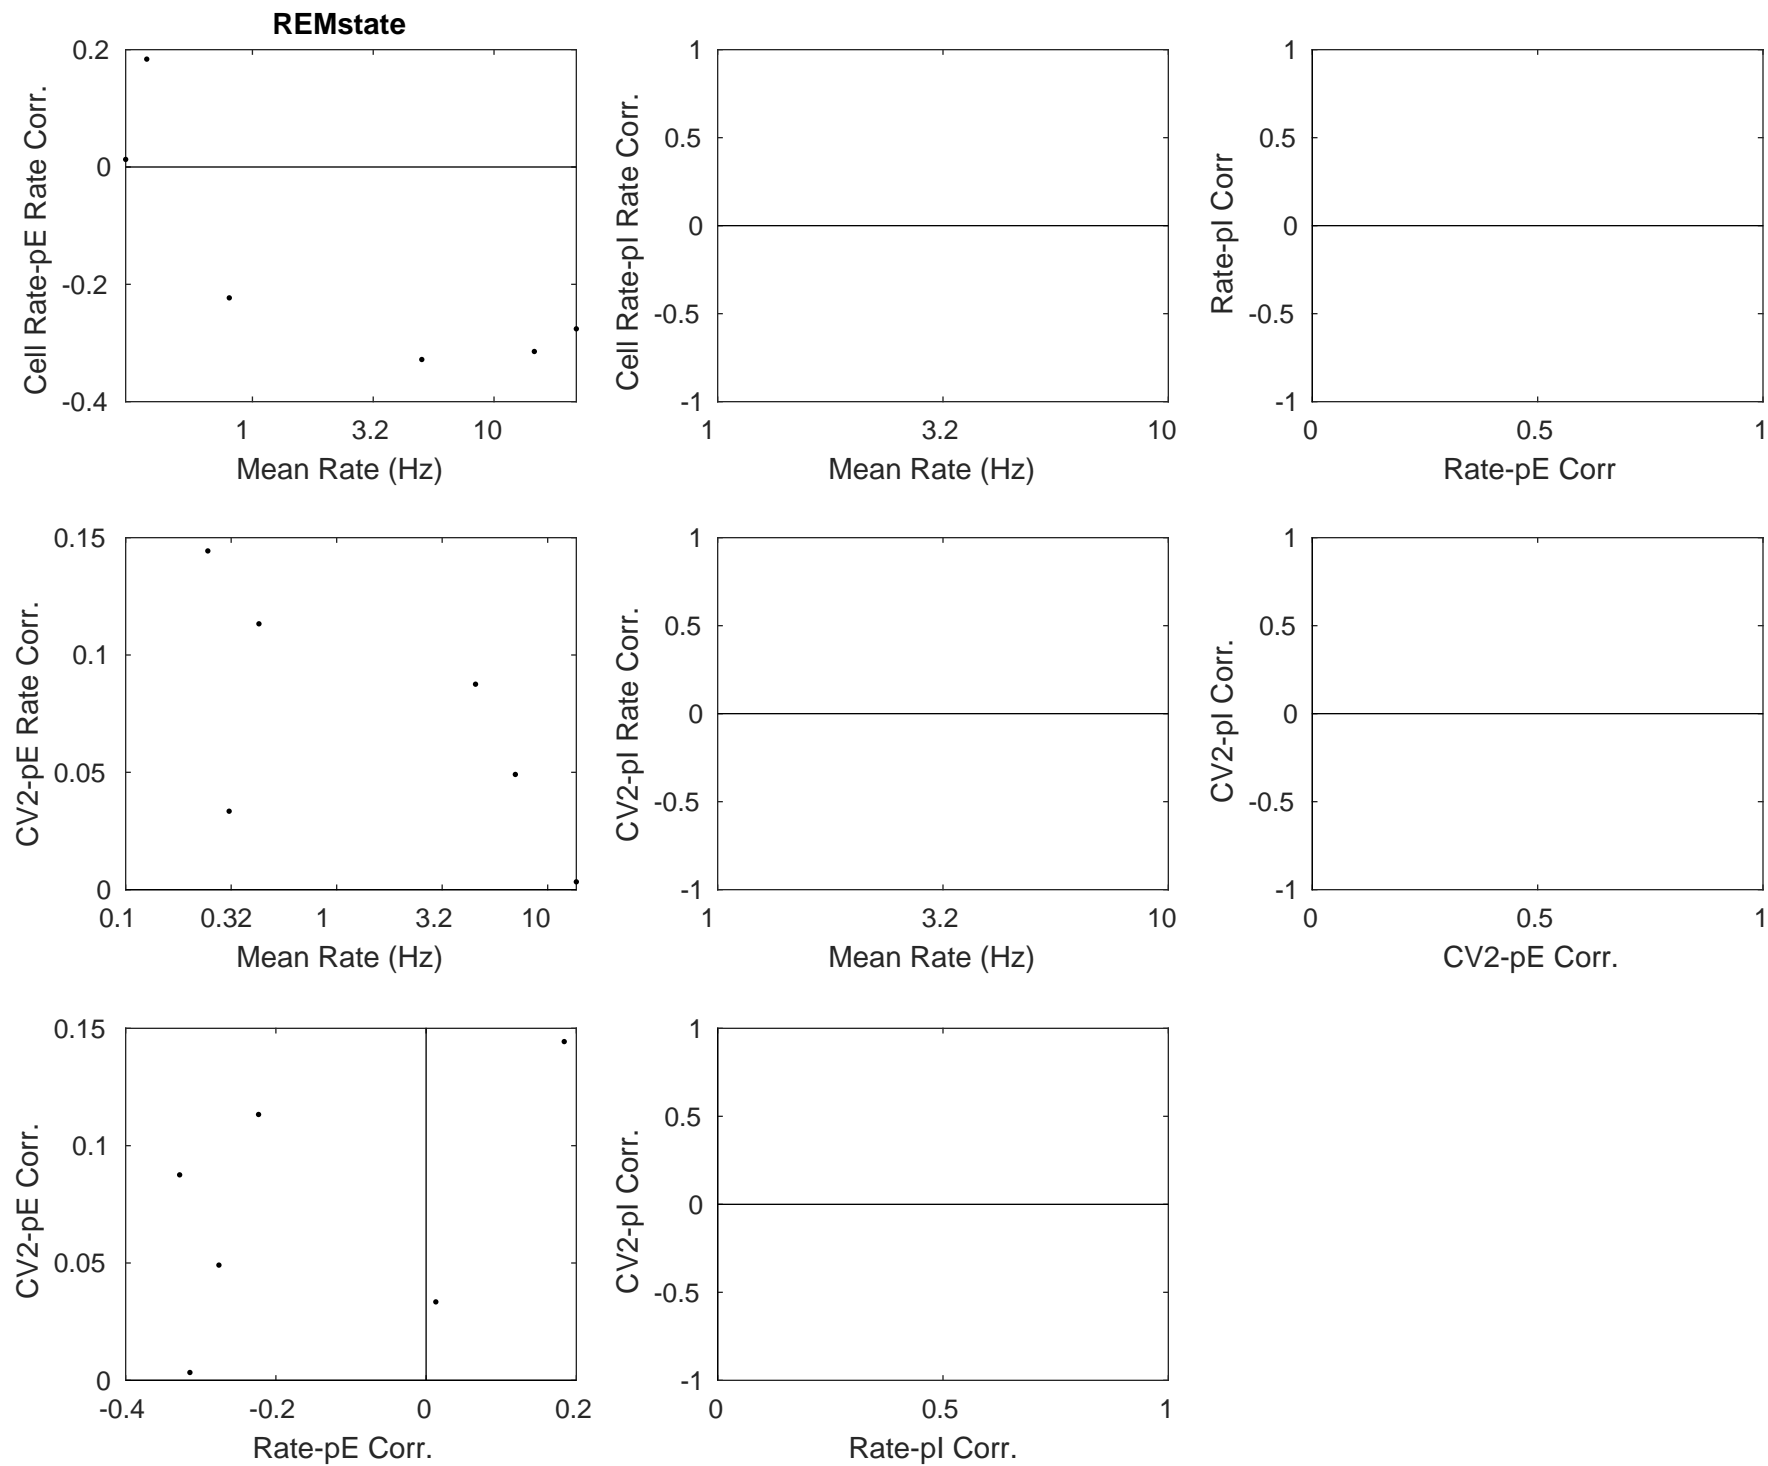 REMstate
0.2
0
-0.2
-0.4
Cell Rate-pE Rate Corr.
1 3.2 10
Mean Rate (Hz)
1
0.5
0
-0.5
-1
Cell Rate-pI Rate Corr.
1 3.2 10
Mean Rate (Hz)
1
0.5
0
-0.5
-1
Rate-pI Corr
0 0.5 1
Rate-pE Corr
0.15
0.1
0.05
0
CV2-pE Rate Corr.
0.1 0.32 1 3.2 10
Mean Rate (Hz)
1
0.5
0
-0.5
-1
CV2-pI Rate Corr.
1 3.2 10
Mean Rate (Hz)
1
0.5
0
-0.5
-1
CV2-pI Corr.
0 0.5 1
CV2-pE Corr.
0.15
0.1
0.05
0
CV2-pE Corr.
-0.4 -0.2 0 0.2
Rate-pE Corr.
1
0.5
0
-0.5
-1
CV2-pI Corr.
0 0.5 1
Rate-pI Corr.